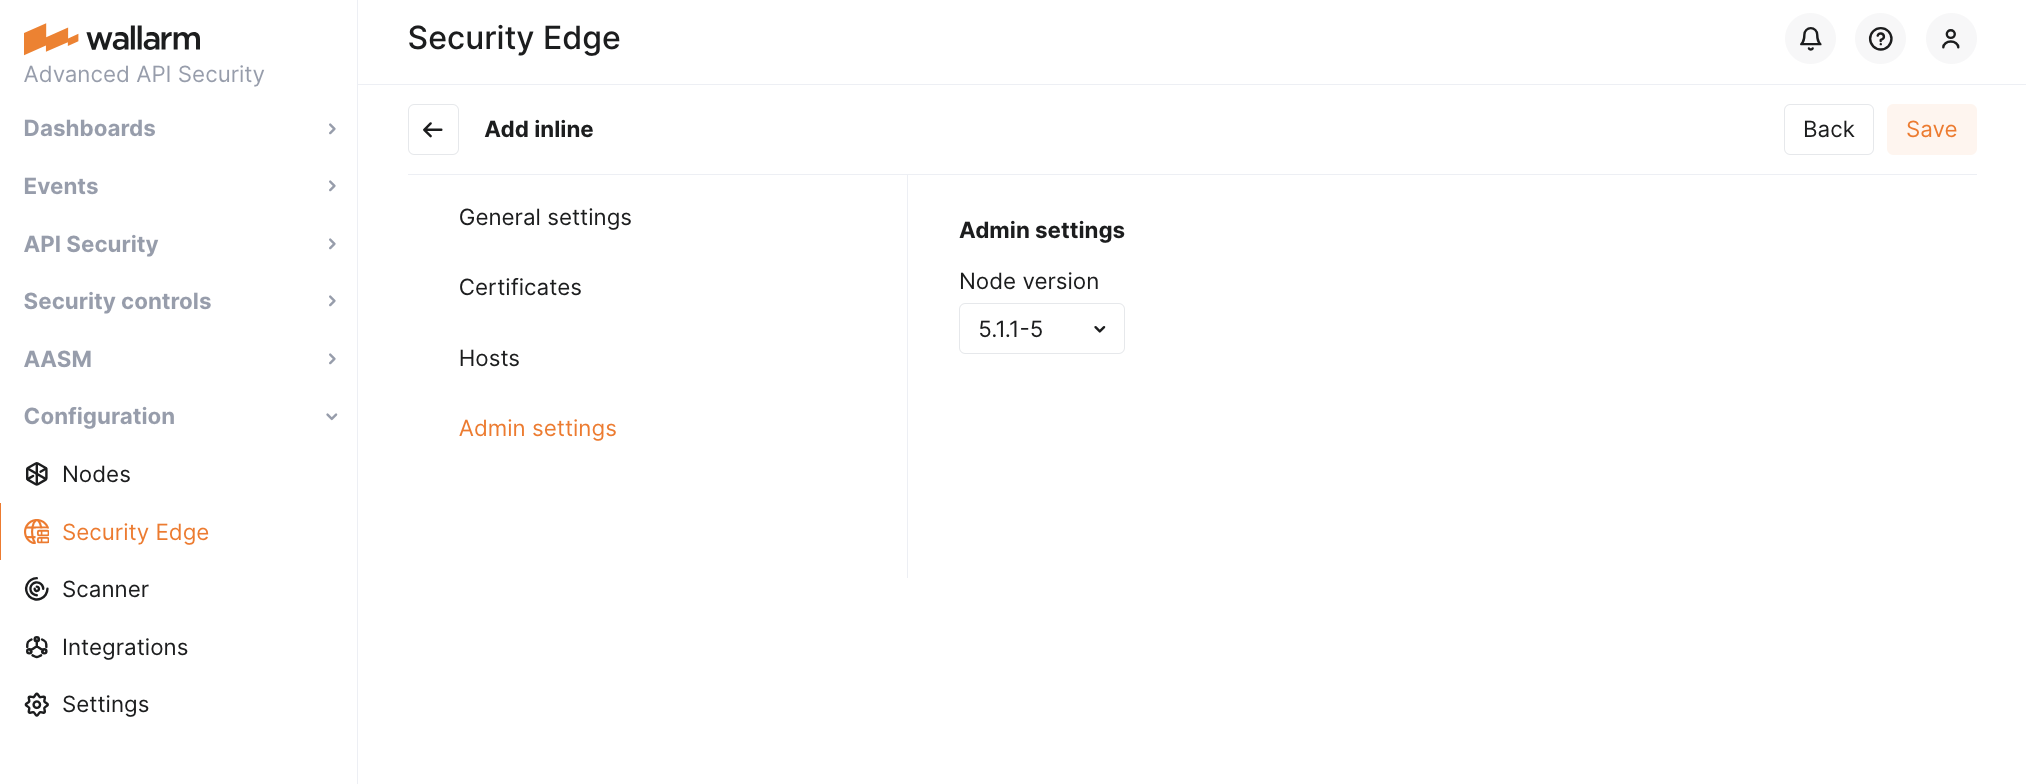 wallarm
Advanced API Security
Dashboards
Events
API Security
Security controls
AASM
Configuration
Nodes
Security Edge
Scanner
Integrations
Settings
Security Edge
Add inline
Back
Save
General settings
Certificates
Hosts
Admin settings
Admin settings
Node version
5.1.1-5